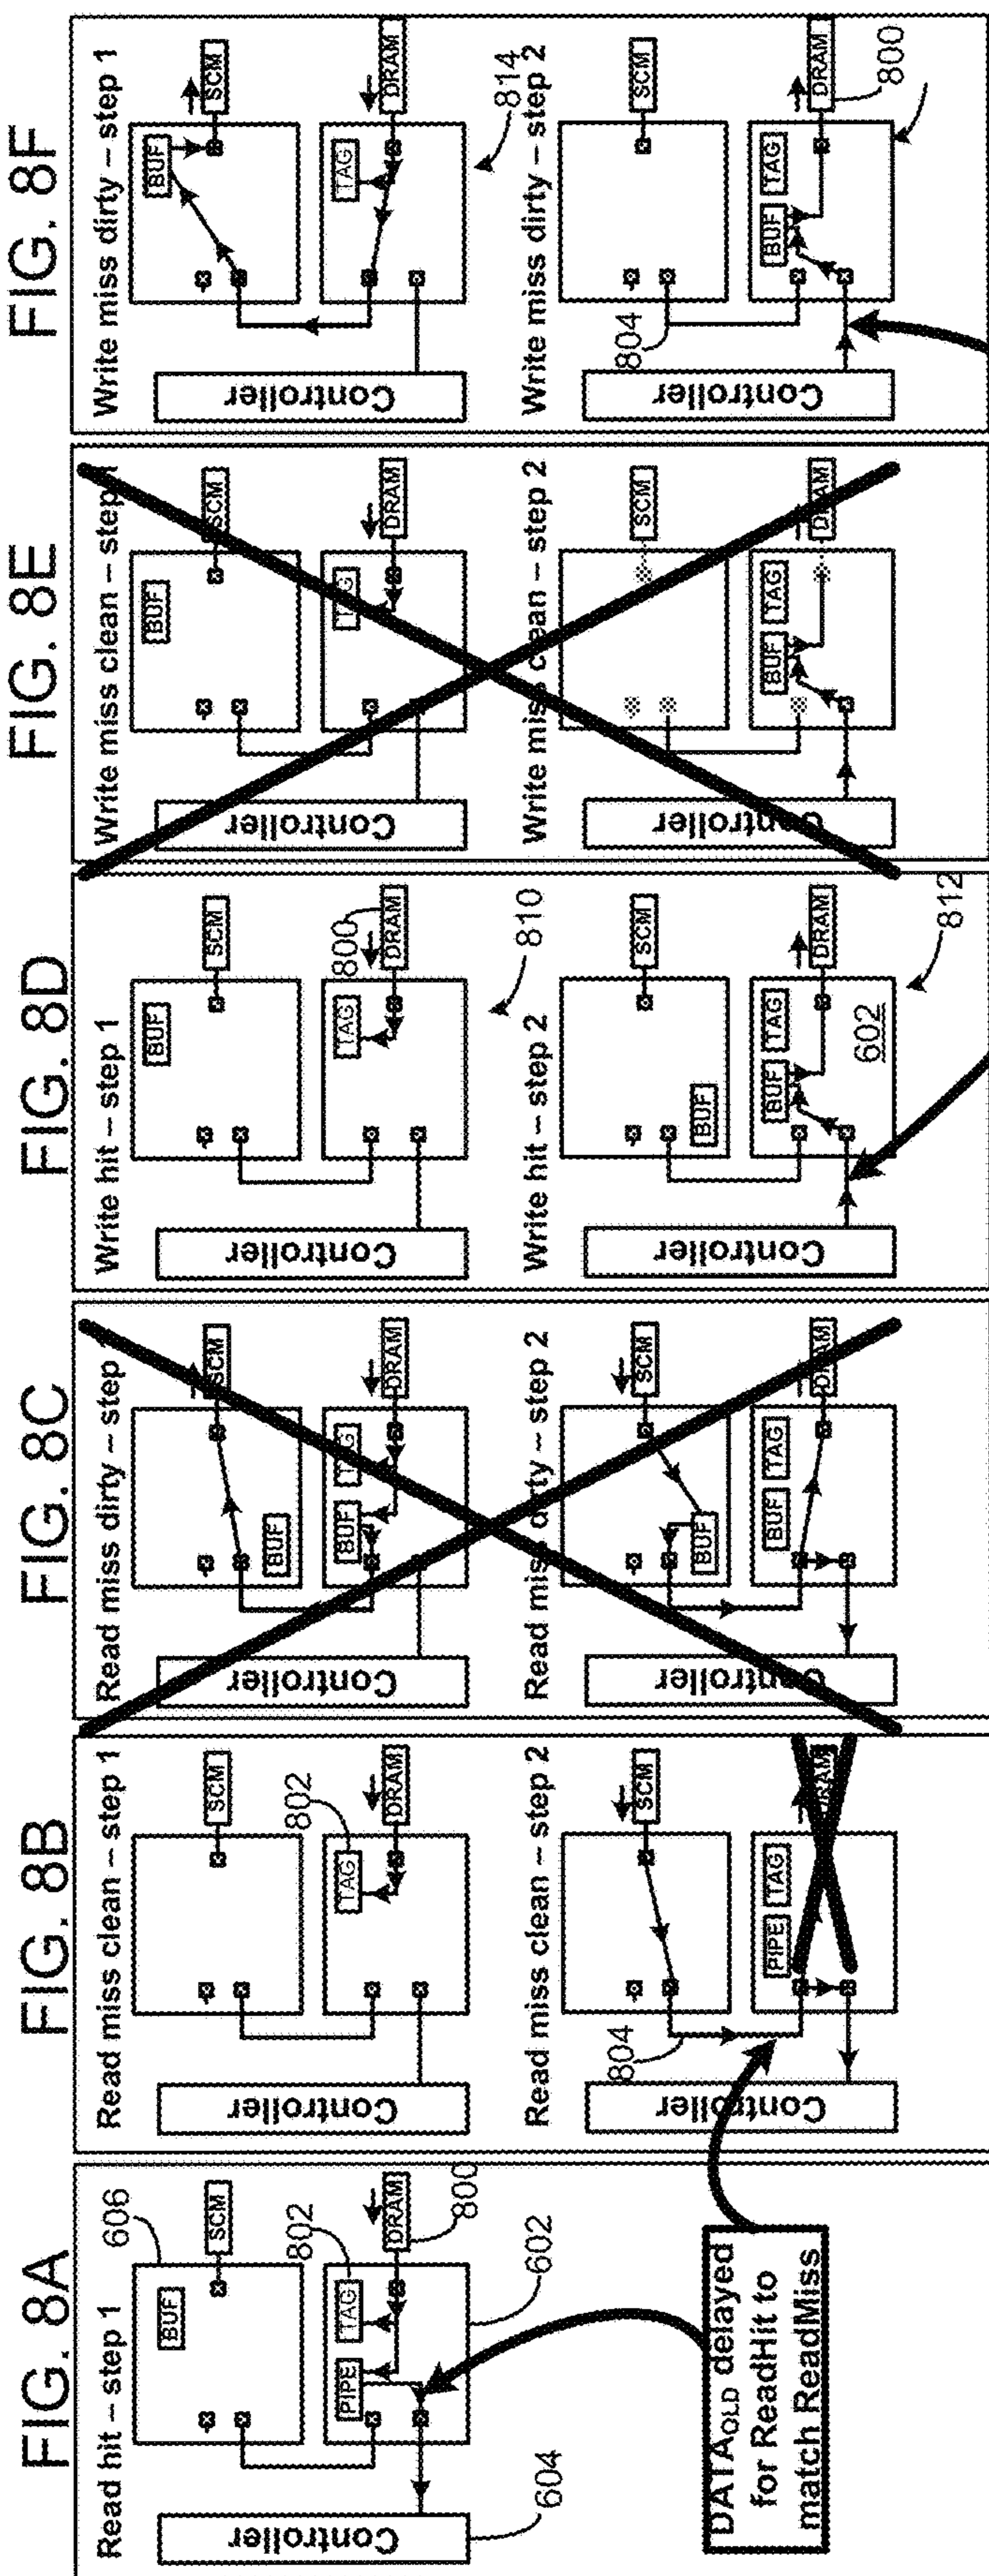 FIG. 8A
Read hit – step 1
606
BUF
SCM
802
PIPE
TAG
DRAM
800
Controller
604
602
DATAOLD delayed
for ReadHit to
match ReadMiss
FIG. 8B
Read miss clean – step 1
SCM
802
TAG
DRAM
Controller
Read miss clean – step 2
SCM
804
PIPE
TAG
DRAM
Controller
FIG. 8C
Read miss dirty – step
SCM
BUF
BUF
TAG
DRAM
Controller
Read miss dirty – step 2
SCM
BUF
BUF
TAG
DRAM
Controller
FIG. 8D
Write hit – step 1
BUF
SCM
800
TAG
DRAM
Controller
810
Write hit – step 2
SCM
BUF
BUF
TAG
DRAM
602
Controller
812
FIG. 8E
Write miss clean – step
BUF
SCM
TAG
DRAM
Controller
Write miss clean – step 2
SCM
BUF
TAG
DRAM
Controller
FIG. 8F
Write miss dirty – step 1
BUF
SCM
TAG
DRAM
Controller
814
Write miss dirty – step 2
SCM
804
BUF
TAG
DRAM
800
Controller